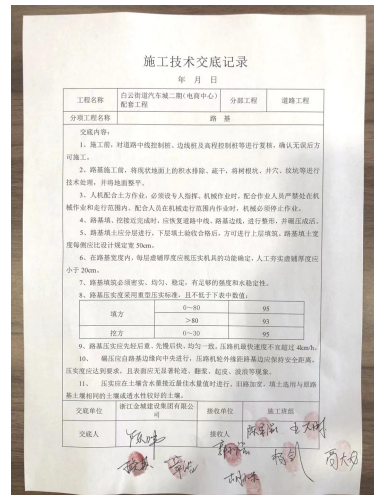 施工技术交底记录
年 月 日
工程名称 白云街道汽车城二期（电商中心）配套工程 分部工程 道路工程
分项工程名称 路 基
交底内容：
1、施工前，对道路中线控制桩、边线桩及高程控制桩等进行复核，确认无误后方
可施工。
2、路基施工前，将现状地面上的积水排除、疏干，将树根坑、井穴、坟坑等进行
技术处理，并将地面整平。
3、人机配合土方作业，必须设专人指挥。机械作业时，配合作业人员严禁处在机
械作业和走行范围内。配合人员在机械走行范围内作业时，机械必须停止作业。
4、路基填、挖接近完成时，应恢复道路中线、路基边线，进行整形，并碾压成活。
5、路基填土应分层进行。下层填土验收合格后，方可进行上层填筑。路基填土宽
度每侧应比设计规定宽 50cm。
6、在路基宽度内，每层虚铺厚度应视压实机具的功能确定，人工夯实虚铺厚度应
小于 20cm。
7、路基填筑必须密实、均匀、稳定，有足够的强度和水稳定性。
8、路基压实度采用重型压实标准，且不低于下表中数值：
填方 0～80 95
>80 93
挖方 0～30 95
9、路基压实应先轻后重、先慢后快、均匀一致。压路机最快速度不宜超过 4km/h。
10、 碾压应自路基边缘向中央进行，压路机轮外缘距路基边应保持安全距离，
压实度应达到要求，且表面应无显著轮迹、翻浆、起皮、波浪等现象。
11、 压实应在土壤含水量接近最佳水量值时进行，旧路加宽，填土选用与原路
基土壤相同的土壤或透水性较好的土壤。
交底单位 浙江金城建设集团有限公司 接收单位 施工班组
交底人 接收人